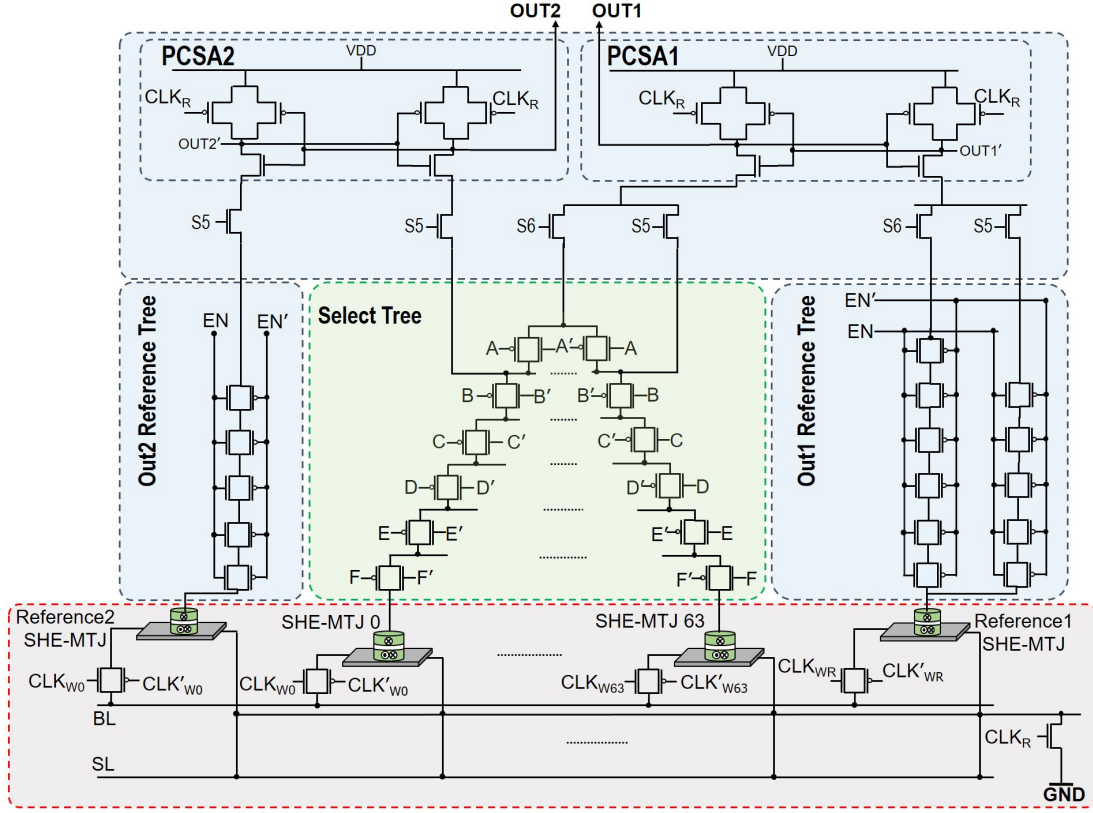 OUT2 OUT1
PCSA2 VDD PCSA1 VDD
CLKR CLKR CLKR CLKR
OUT2′ OUT1′
S5 S5 S6 S5 S6 S5
Out2 Reference Tree
EN EN′
Select Tree
Out1 Reference Tree
EN′
EN
A A′ A
B B′ B′ B
C C′ C′ C
D D′ D′ D
E E′ E′ E
F F′ F′ F
Reference2
SHE-MTJ
SHE-MTJ 0
SHE-MTJ 63
Reference1
SHE-MTJ
CLKW0 CLK′W0 CLKW0 CLK′W0 CLKW63 CLK′W63 CLKWR CLK′WR
BL
CLKR
SL
GND